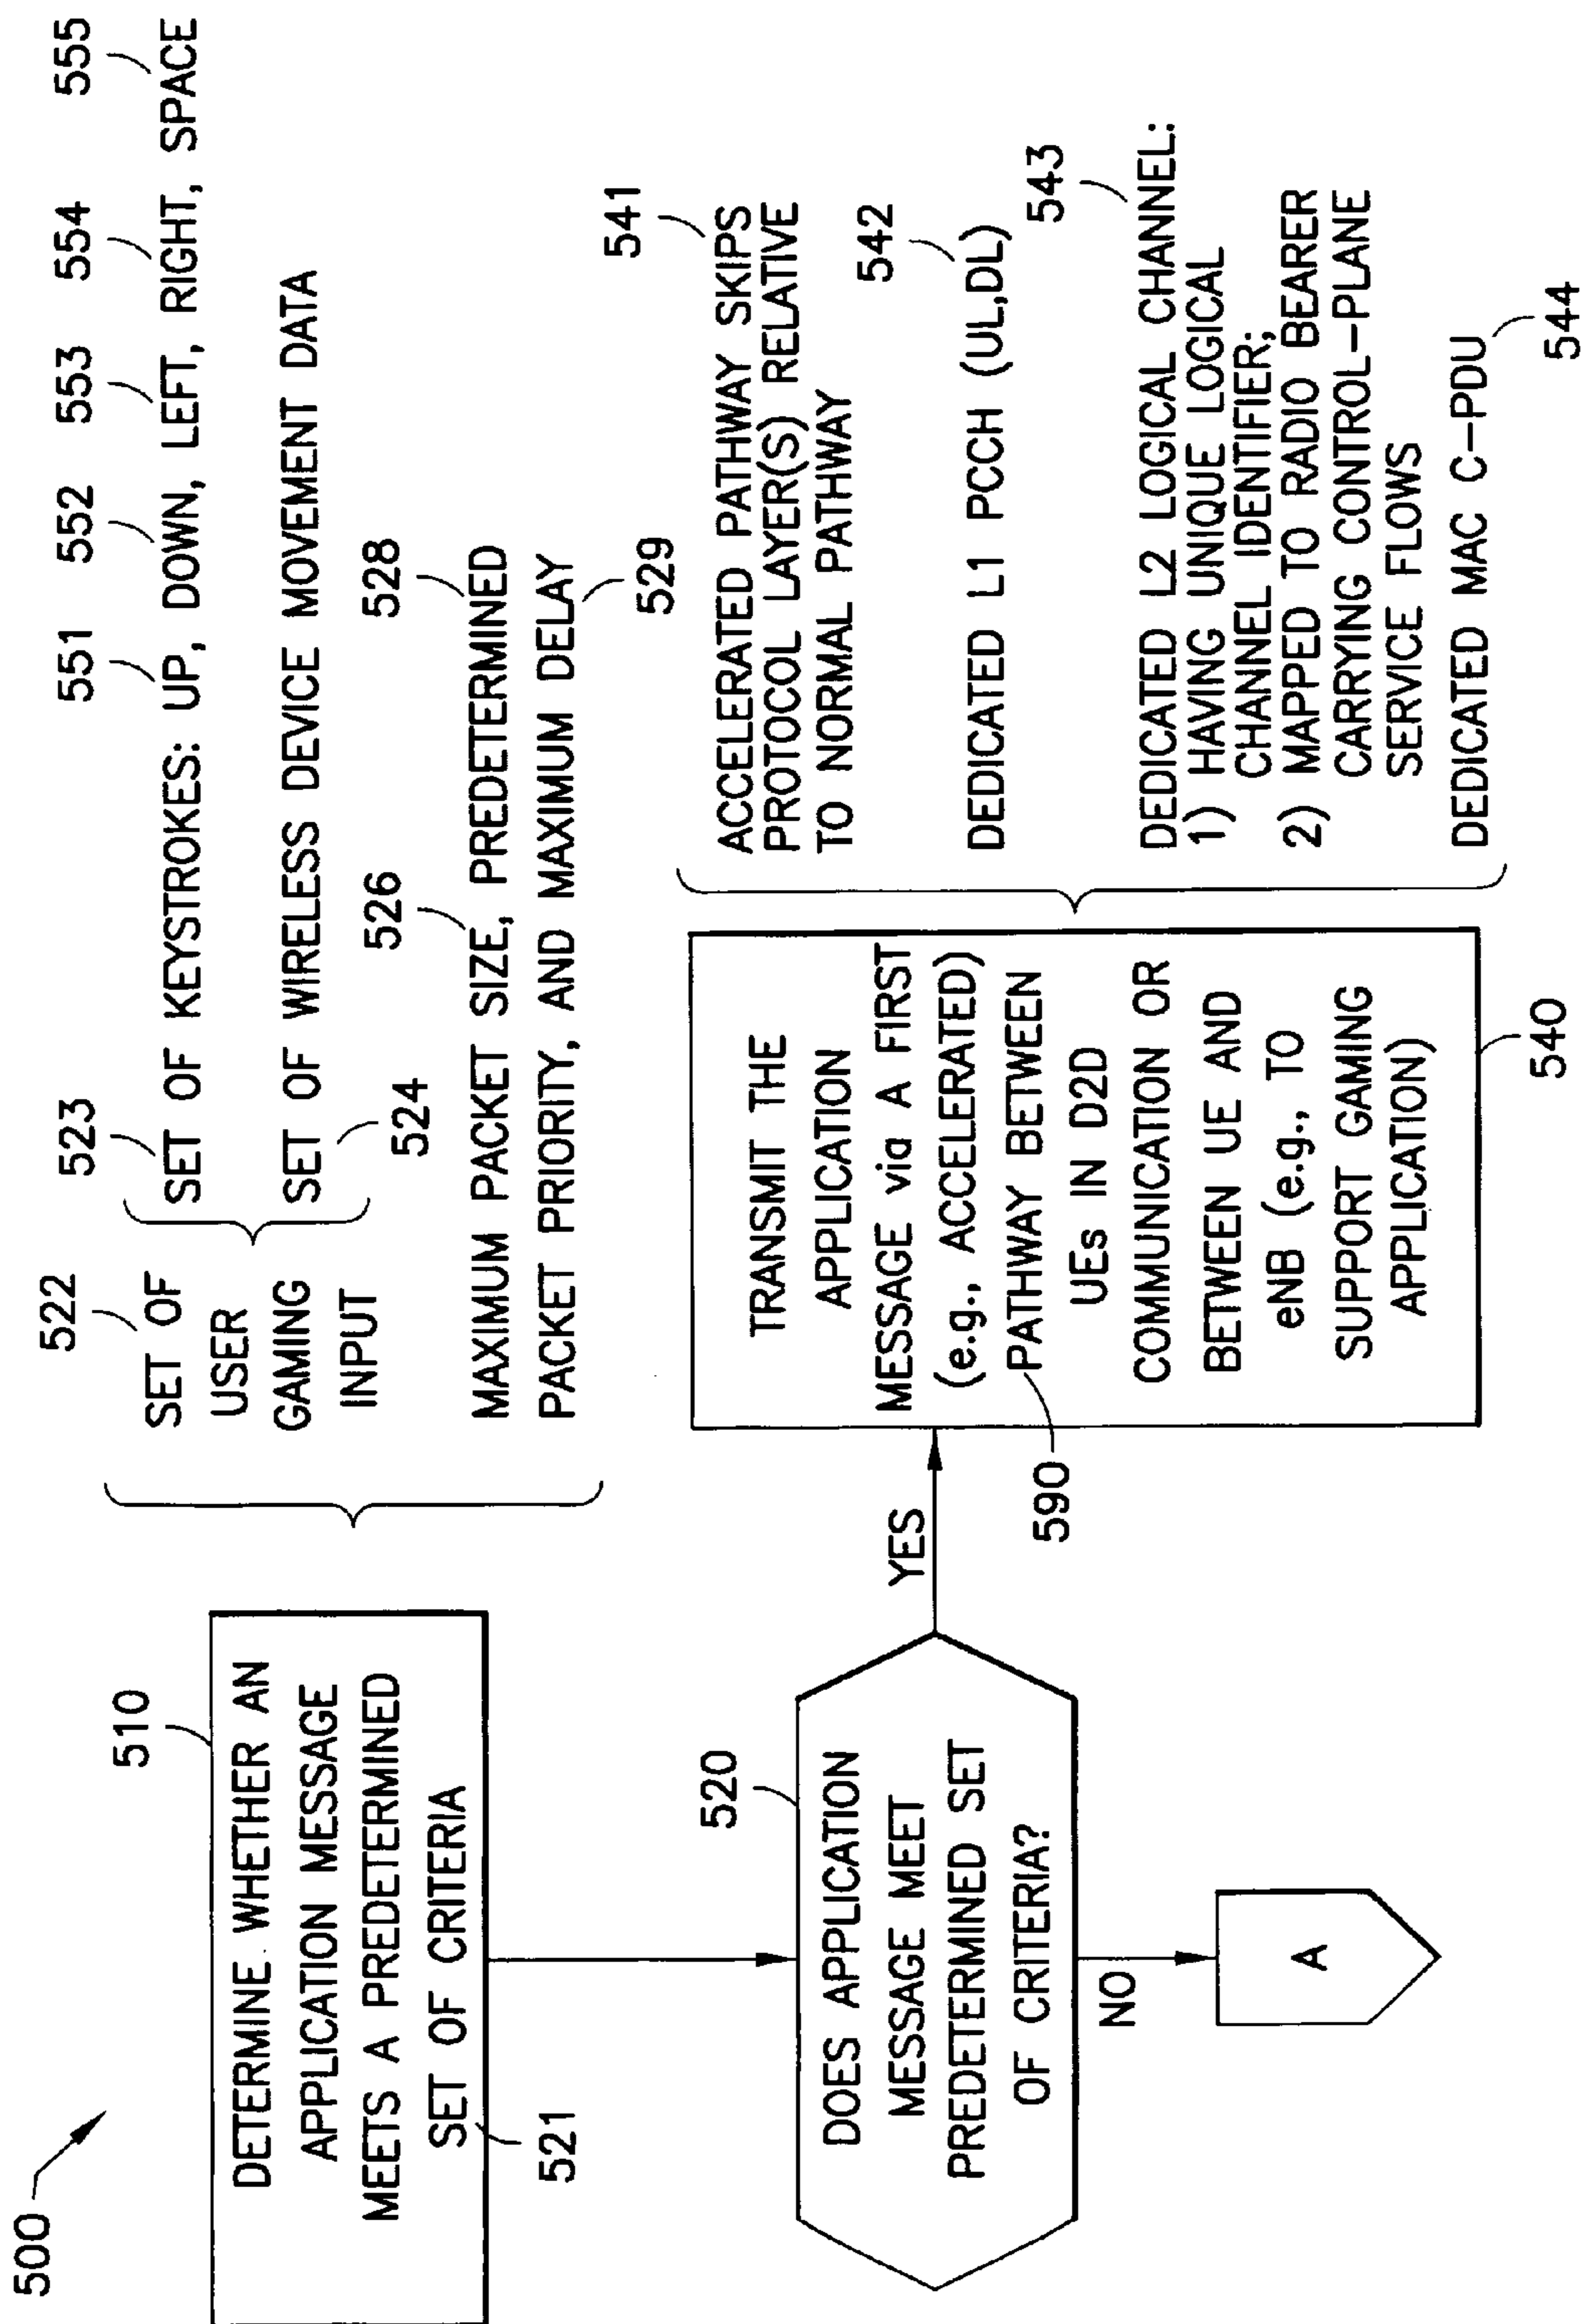 500
510
DETERMINE WHETHER AN
APPLICATION MESSAGE
MEETS A PREDETERMINED
SET OF CRITERIA
521
522
SET OF
USER
GAMING
INPUT
523
551
552
553
554
555
SET OF KEYSTROKES: UP, DOWN, LEFT, RIGHT, SPACE
SET OF WIRELESS DEVICE MOVEMENT DATA
524
526
528
MAXIMUM PACKET SIZE, PREDETERMINED
PACKET PRIORITY, AND MAXIMUM DELAY
529
520
DOES APPLICATION
MESSAGE MEET
PREDETERMINED SET
OF CRITERIA?
YES
NO
A
TRANSMIT THE
APPLICATION
MESSAGE via A FIRST
(e.g., ACCELERATED)
PATHWAY BETWEEN
UEs IN D2D
COMMUNICATION OR
BETWEEN UE AND
eNB (e.g., TO
SUPPORT GAMING
APPLICATION)
590
540
541
ACCELERATED PATHWAY SKIPS
PROTOCOL LAYER(S) RELATIVE
TO NORMAL PATHWAY
542
DEDICATED L1 PCCH (UL,DL)
543
DEDICATED L2 LOGICAL CHANNEL:
1) HAVING UNIQUE LOGICAL
CHANNEL IDENTIFIER;
2) MAPPED TO RADIO BEARER
CARRYING CONTROL-PLANE
SERVICE FLOWS
DEDICATED MAC C-PDU
544